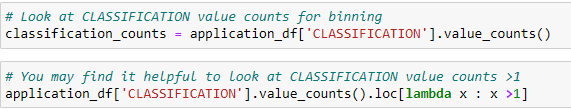 # Look at CLASSIFICATION value counts for binning
classification_counts = application_df['CLASSIFICATION'].value_counts()
# You may find it helpful to look at CLASSIFICATION value counts >1
application_df['CLASSIFICATION'].value_counts().loc[lambda x : x >1]